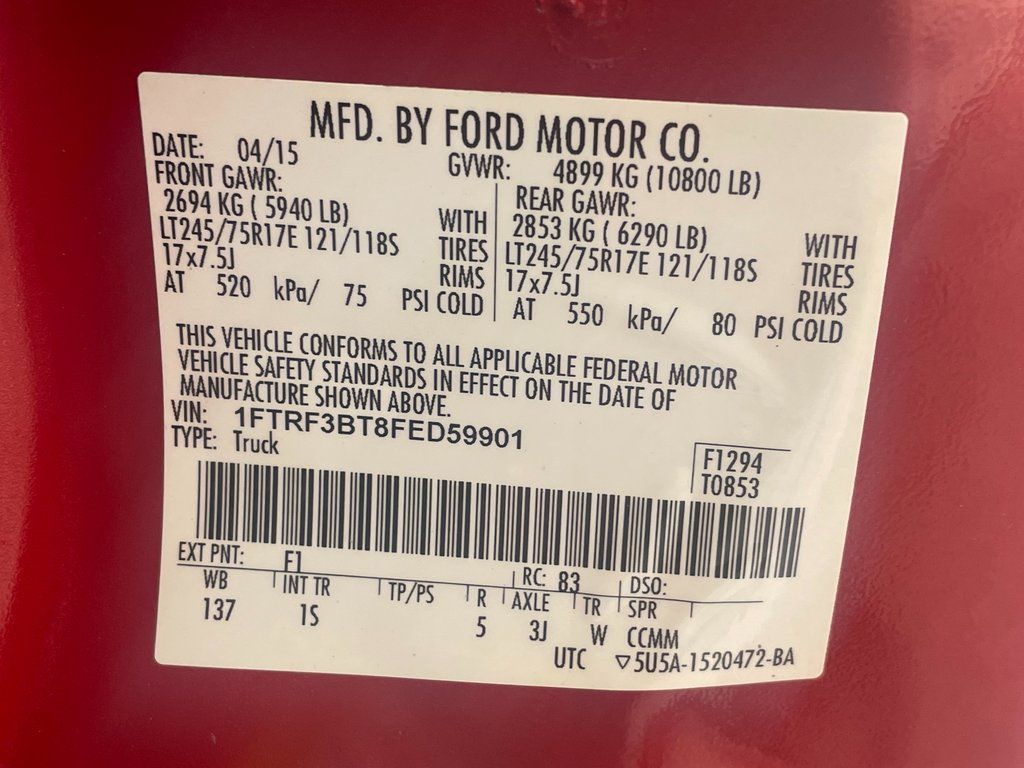 MFD. BY FORD MOTOR CO.
DATE: 04/15 GVWR: 4899 KG (10800 LB)
FRONT GAWR: REAR GAWR:
2694 KG ( 5940 LB) WITH 2853 KG ( 6290 LB) WITH
LT245/75R17E 121/118S TIRES LT245/75R17E 121/118S TIRES
17x7.5J RIMS 17x7.5J RIMS
AT 520 kPa/ 75 PSI COLD AT 550 kPa/ 80 PSI COLD
THIS VEHICLE CONFORMS TO ALL APPLICABLE FEDERAL MOTOR
VEHICLE SAFETY STANDARDS IN EFFECT ON THE DATE OF
MANUFACTURE SHOWN ABOVE.
VIN: 1FTRF3BT8FED59901
TYPE: Truck
F1294
T0853
EXT PNT: F1 RC: 83 DSO:
WB INT TR TP/PS R AXLE TR SPR
137 1S 5 3J W CCMM
UTC ▽5U5A-1520472-BA